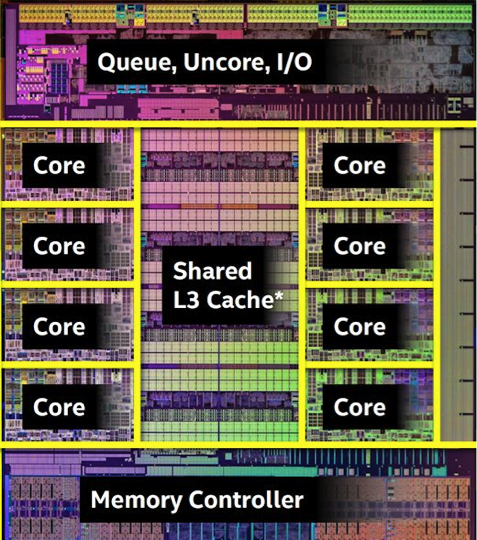 Queue, Uncore, I/O
Core
Core
Core
Core
Shared
L3 Cache*
Core
Core
Core
Core
Memory Controller